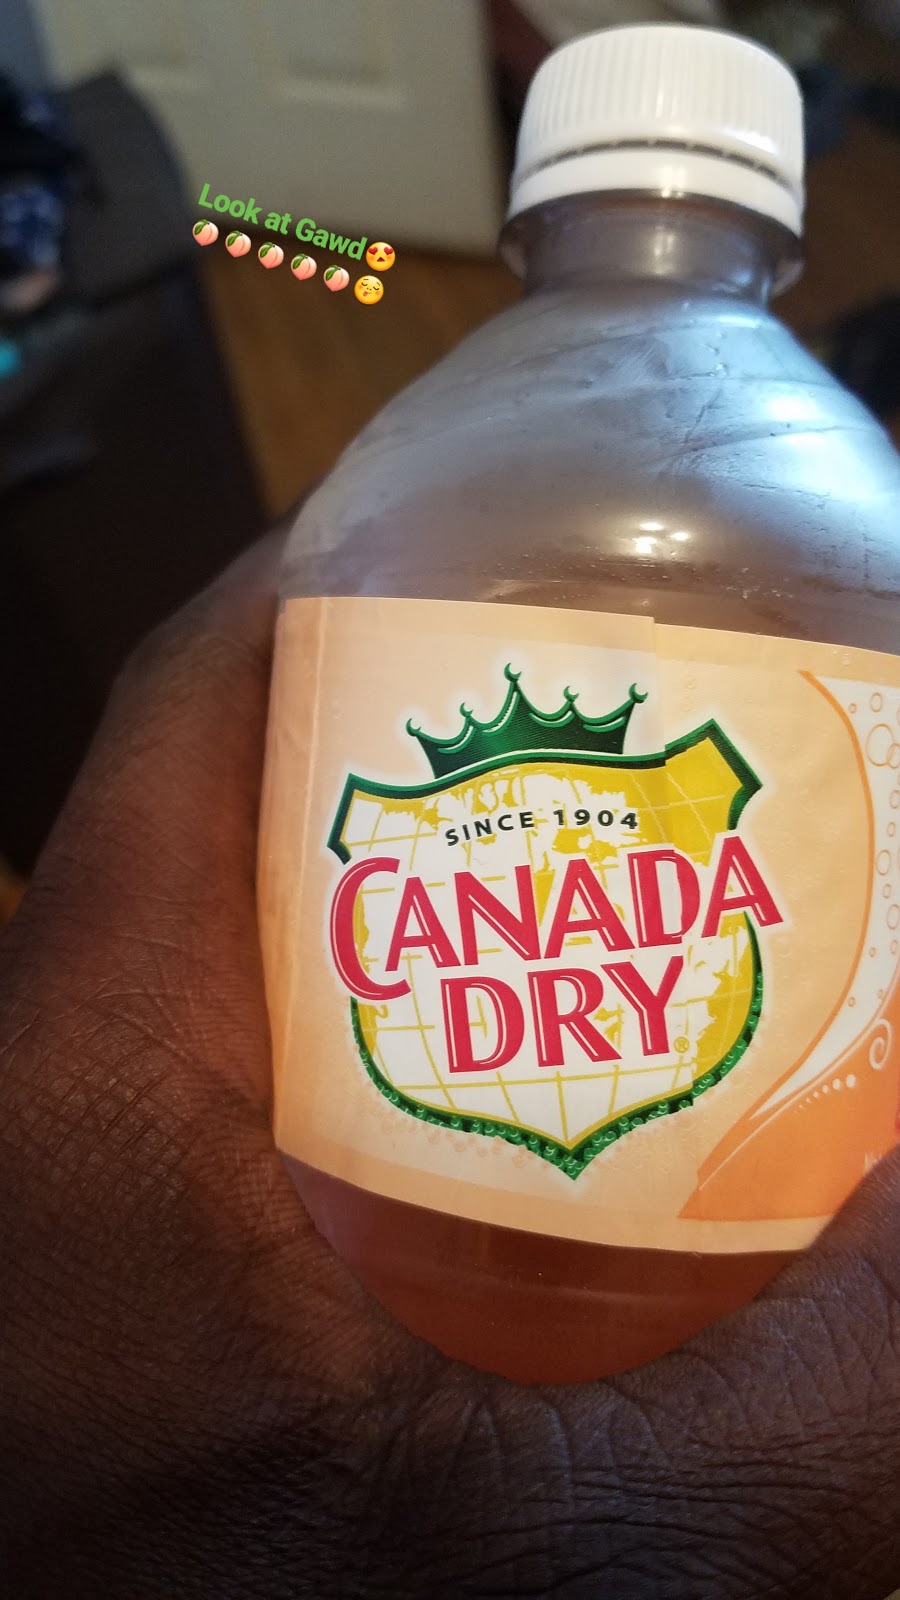 Look at Gawd😍
🍑🍑🍑🍑🍑😌
SINCE 1904
CANADA
DRY®